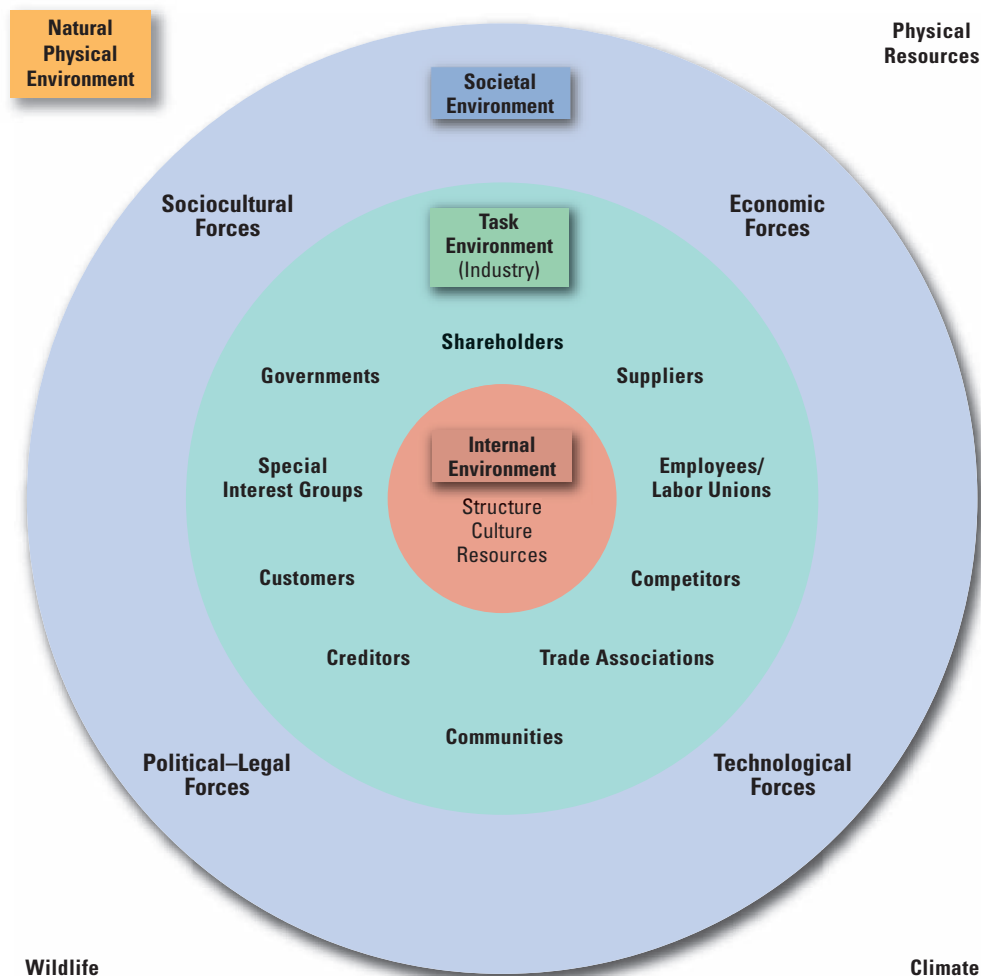 Natural
Physical
Environment
Physical
Resources
Societal
Environment
Sociocultural
Forces
Economic
Forces
Task
Environment
(Industry)
Shareholders
Governments
Suppliers
Internal
Environment
Structure
Culture
Resources
Special
Interest Groups
Employees/
Labor Unions
Customers
Competitors
Creditors
Trade Associations
Communities
Political–Legal
Forces
Technological
Forces
Wildlife
Climate